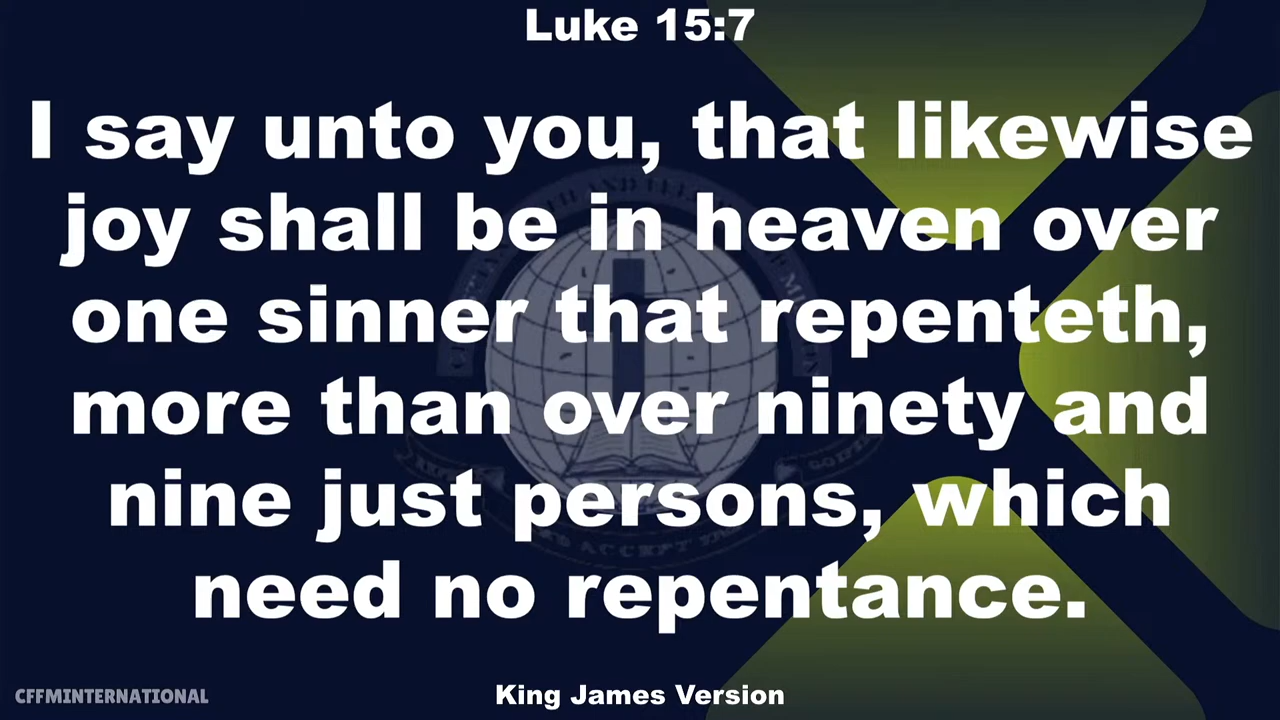 Luke 15:7
I say unto you, that likewise
joy shall be in heaven over
one sinner that repenteth,
more than over ninety and
nine just persons, which
need no repentance.
CFFMINTERNATIONAL
King James Version